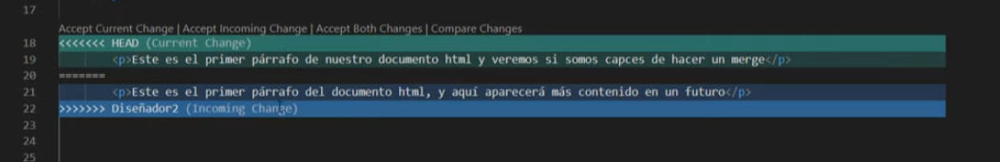 17
Accept Current Change | Accept Incoming Change | Accept Both Changes | Compare Changes
18 <<<<<<< HEAD (Current Change)
19 <p>Este es el primer párrafo de nuestro documento html y veremos si somos capces de hacer un merge</p>
20 =======
21 <p>Este es el primer párrafo del documento html, y aquí aparecerá más contenido en un futuro</p>
22 >>>>>>> Diseñador2 (Incoming Change)
23
24
25